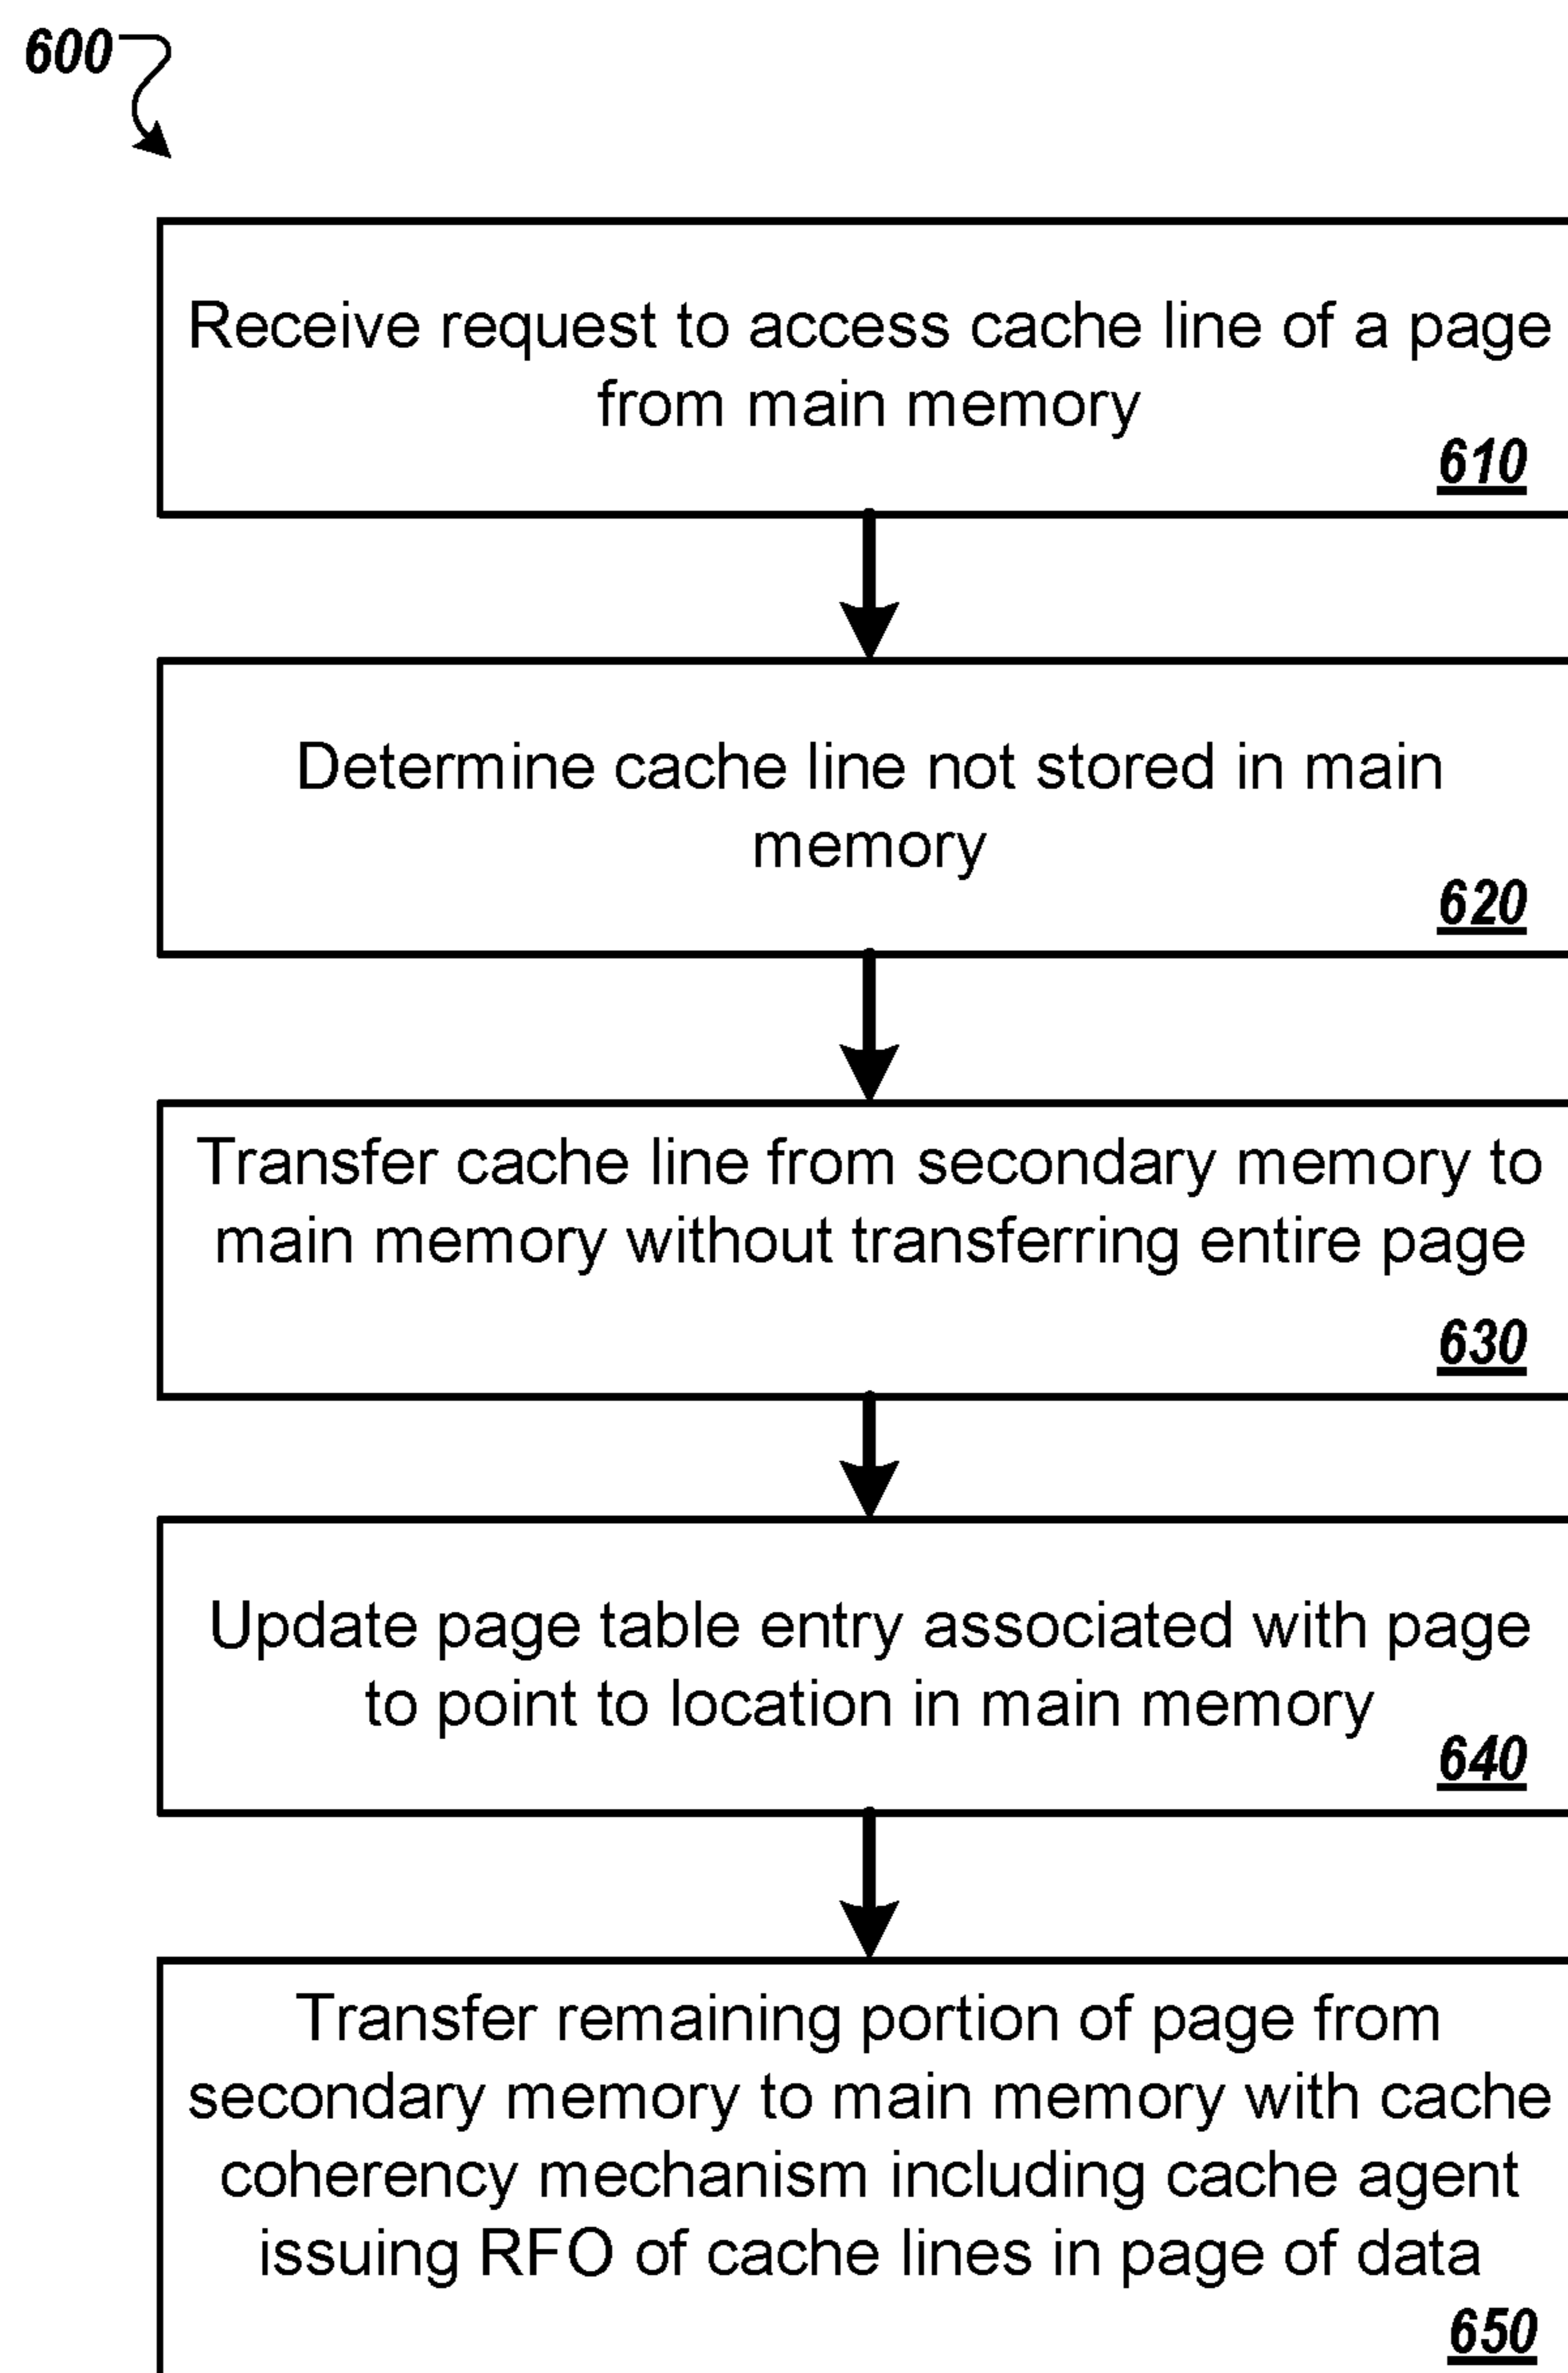 600
Receive request to access cache line of a page
from main memory
610
Determine cache line not stored in main
memory
620
Transfer cache line from secondary memory to
main memory without transferring entire page
630
Update page table entry associated with page
to point to location in main memory
640
Transfer remaining portion of page from
secondary memory to main memory with cache
coherency mechanism including cache agent
issuing RFO of cache lines in page of data
650